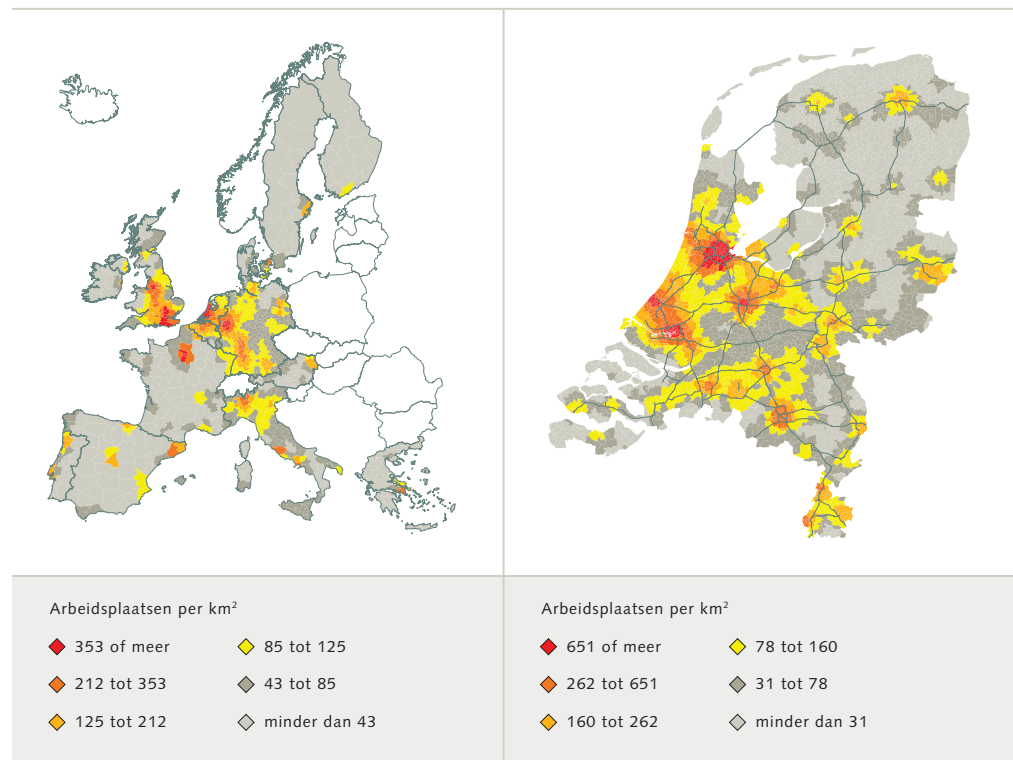 Arbeidsplaatsen per km²
353 of meer
212 tot 353
125 tot 212
85 tot 125
43 tot 85
minder dan 43
Arbeidsplaatsen per km²
651 of meer
262 tot 651
160 tot 262
78 tot 160
31 tot 78
minder dan 31